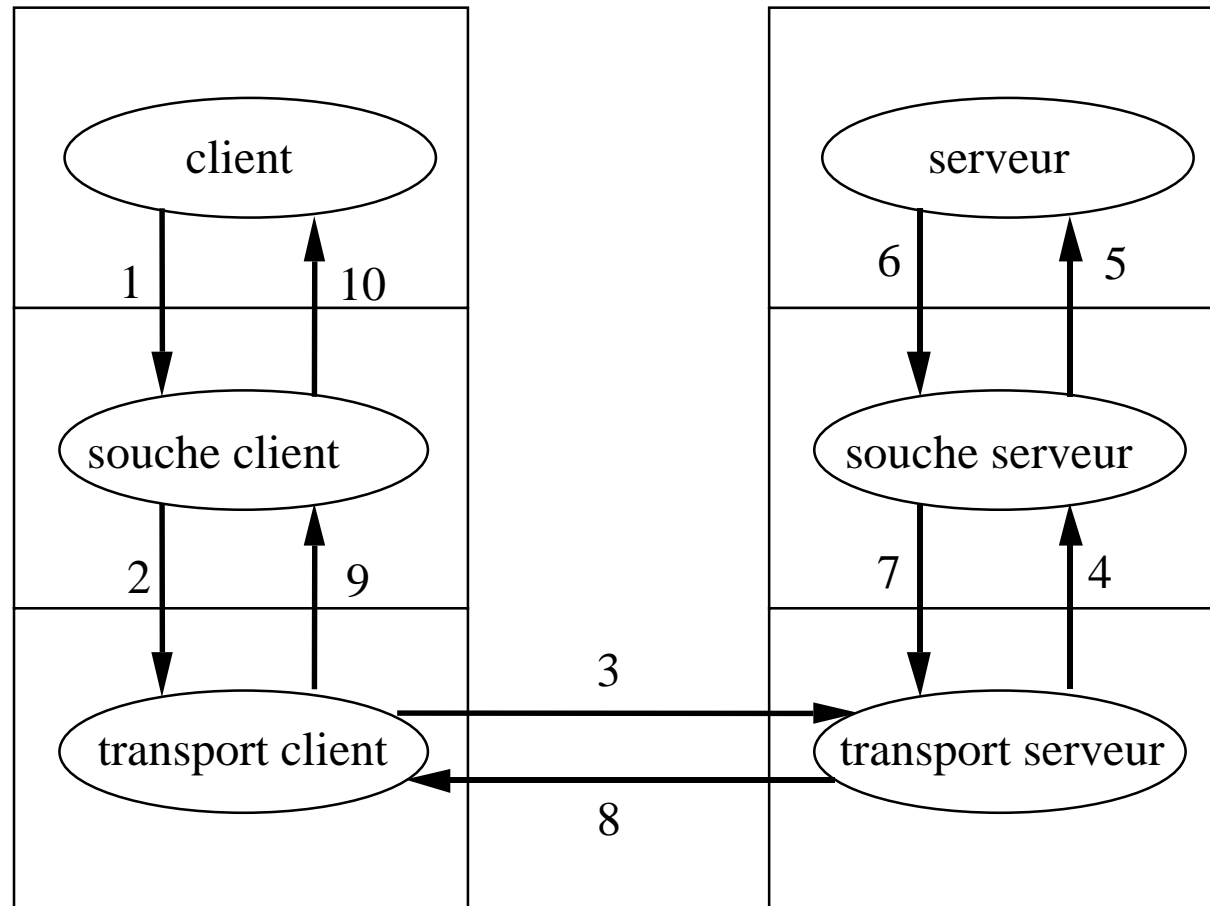 client
serveur
1
10
6
5
souche client
souche serveur
2
9
7
4
3
transport client
transport serveur
8